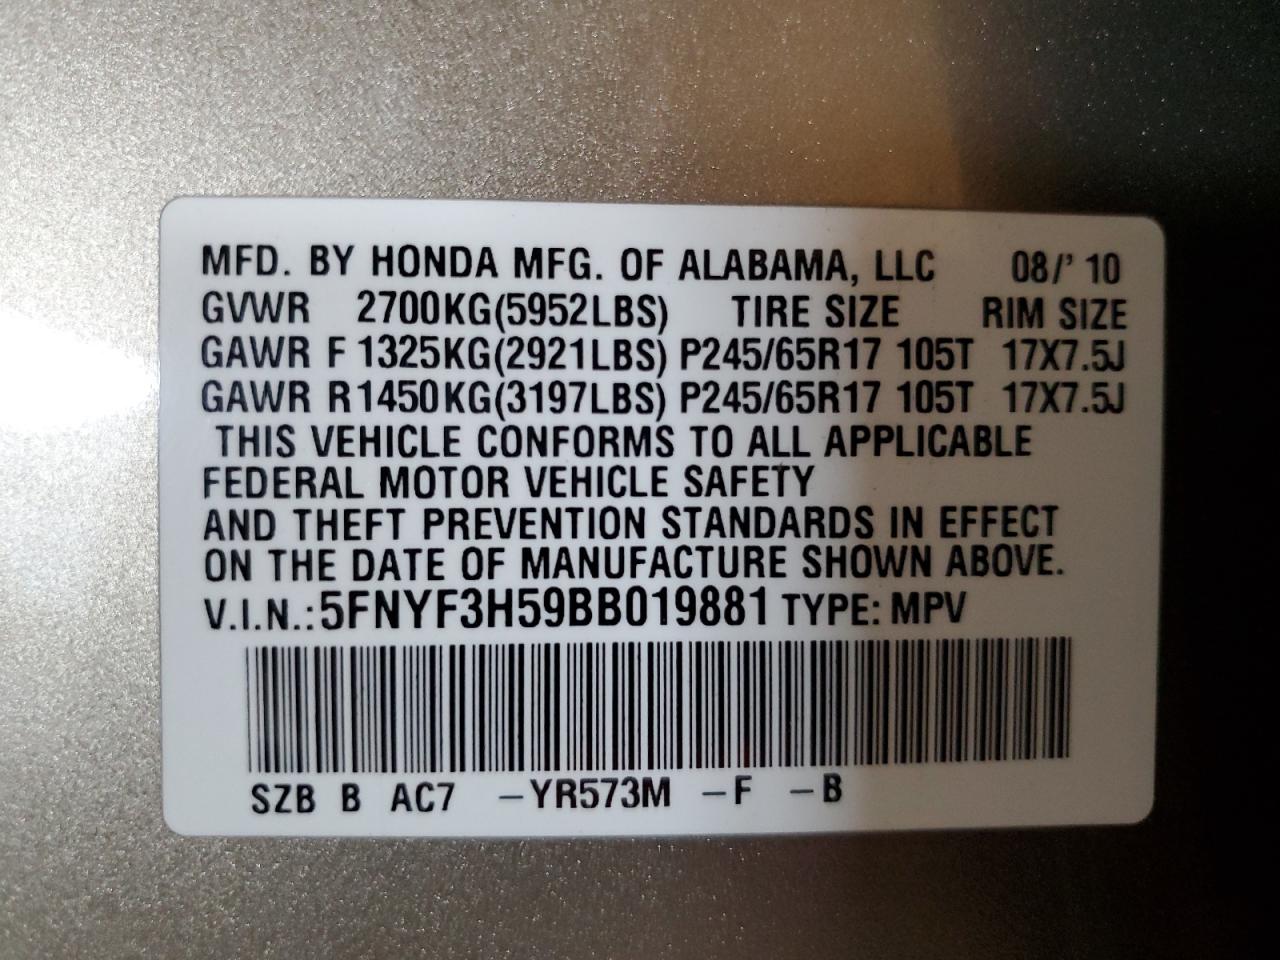 MFD. BY HONDA MFG. OF ALABAMA, LLC 08/' 10
GVWR 2700KG(5952LBS) TIRE SIZE RIM SIZE
GAWR F 1325KG(2921LBS) P245/65R17 105T 17X7.5J
GAWR R1450KG(3197LBS) P245/65R17 105T 17X7.5J
THIS VEHICLE CONFORMS TO ALL APPLICABLE
FEDERAL MOTOR VEHICLE SAFETY
AND THEFT PREVENTION STANDARDS IN EFFECT
ON THE DATE OF MANUFACTURE SHOWN ABOVE.
V.I.N.:5FNYF3H59BB019881 TYPE: MPV
SZB B AC7 –YR573M –F –B